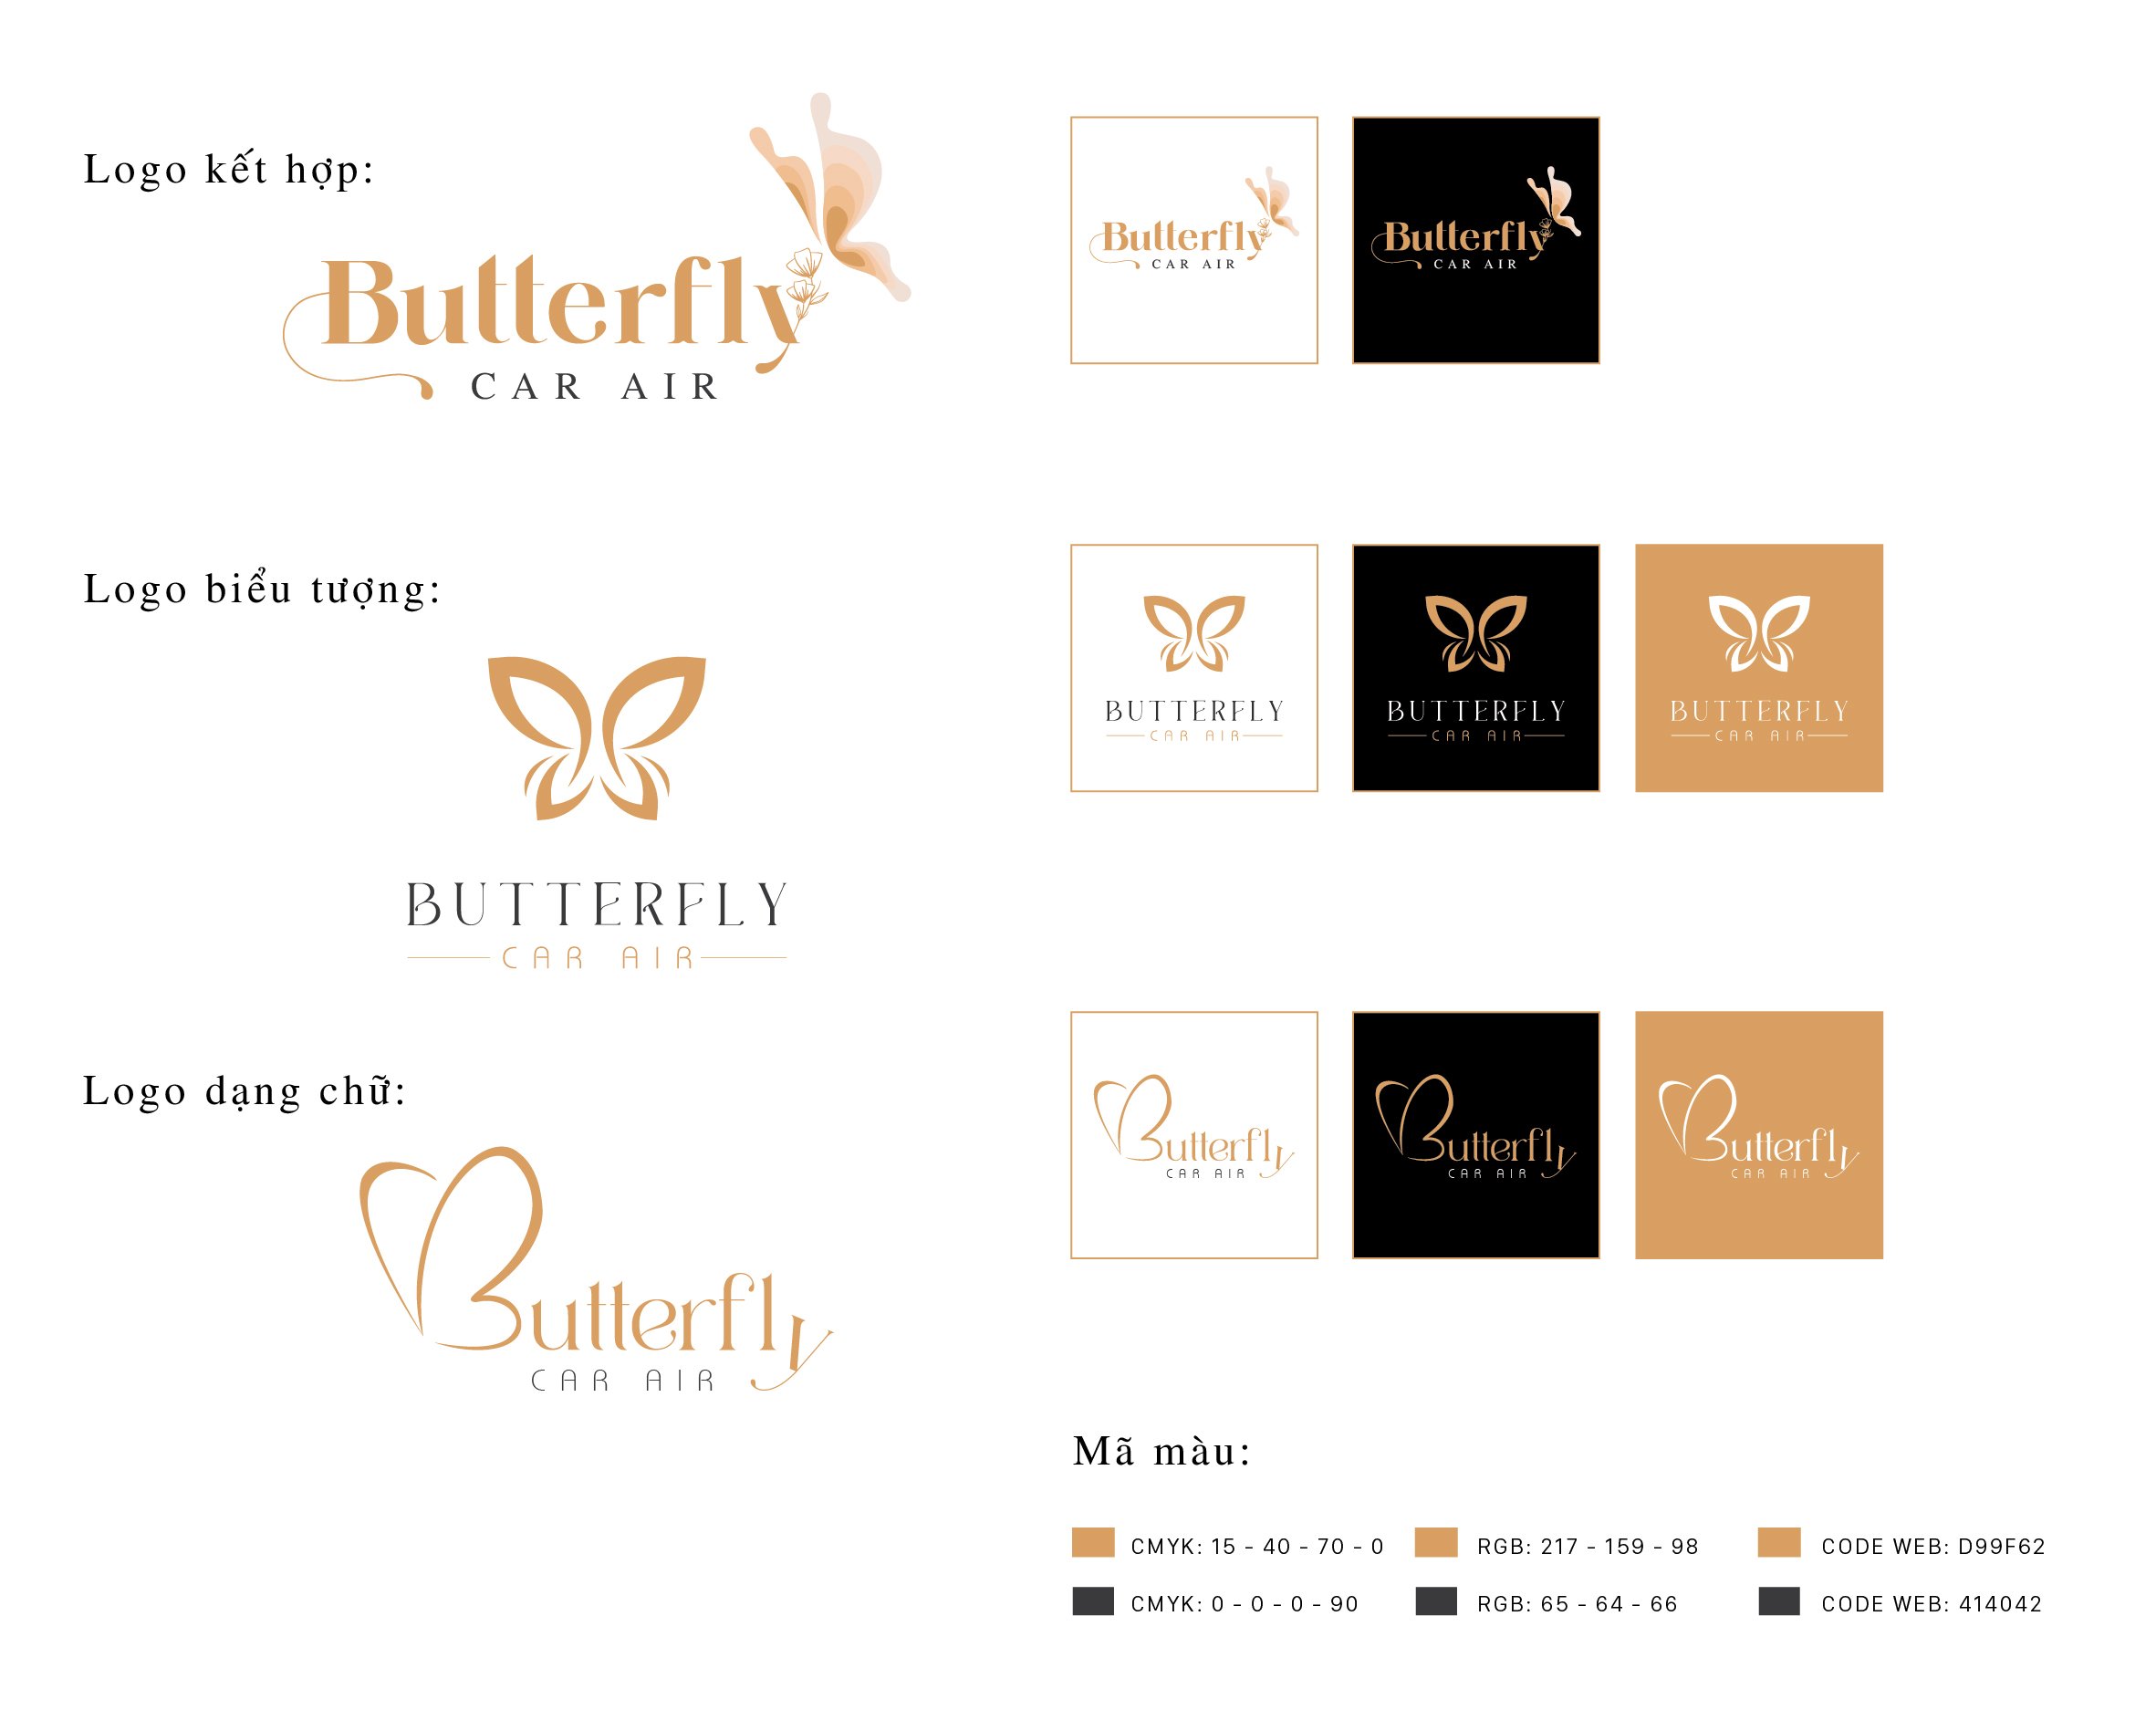 Logo kết hợp:
Butterfly
CAR AIR
Butterfly
CAR AIR
Butterfly
CAR AIR
Logo biểu tượng:
BUTTERFLY
CAR AIR
BUTTERFLY
CAR AIR
BUTTERFLY
CAR AIR
BUTTERFLY
CAR AIR
Logo dạng chữ:
Butterfly
CAR AIR
Butterfly
CAR AIR
Butterfly
CAR AIR
Butterfly
CAR AIR
Mã màu:
CMYK: 15 - 40 - 70 - 0 RGB: 217 - 159 - 98 CODE WEB: D99F62
CMYK: 0 - 0 - 0 - 90 RGB: 65 - 64 - 66 CODE WEB: 414042